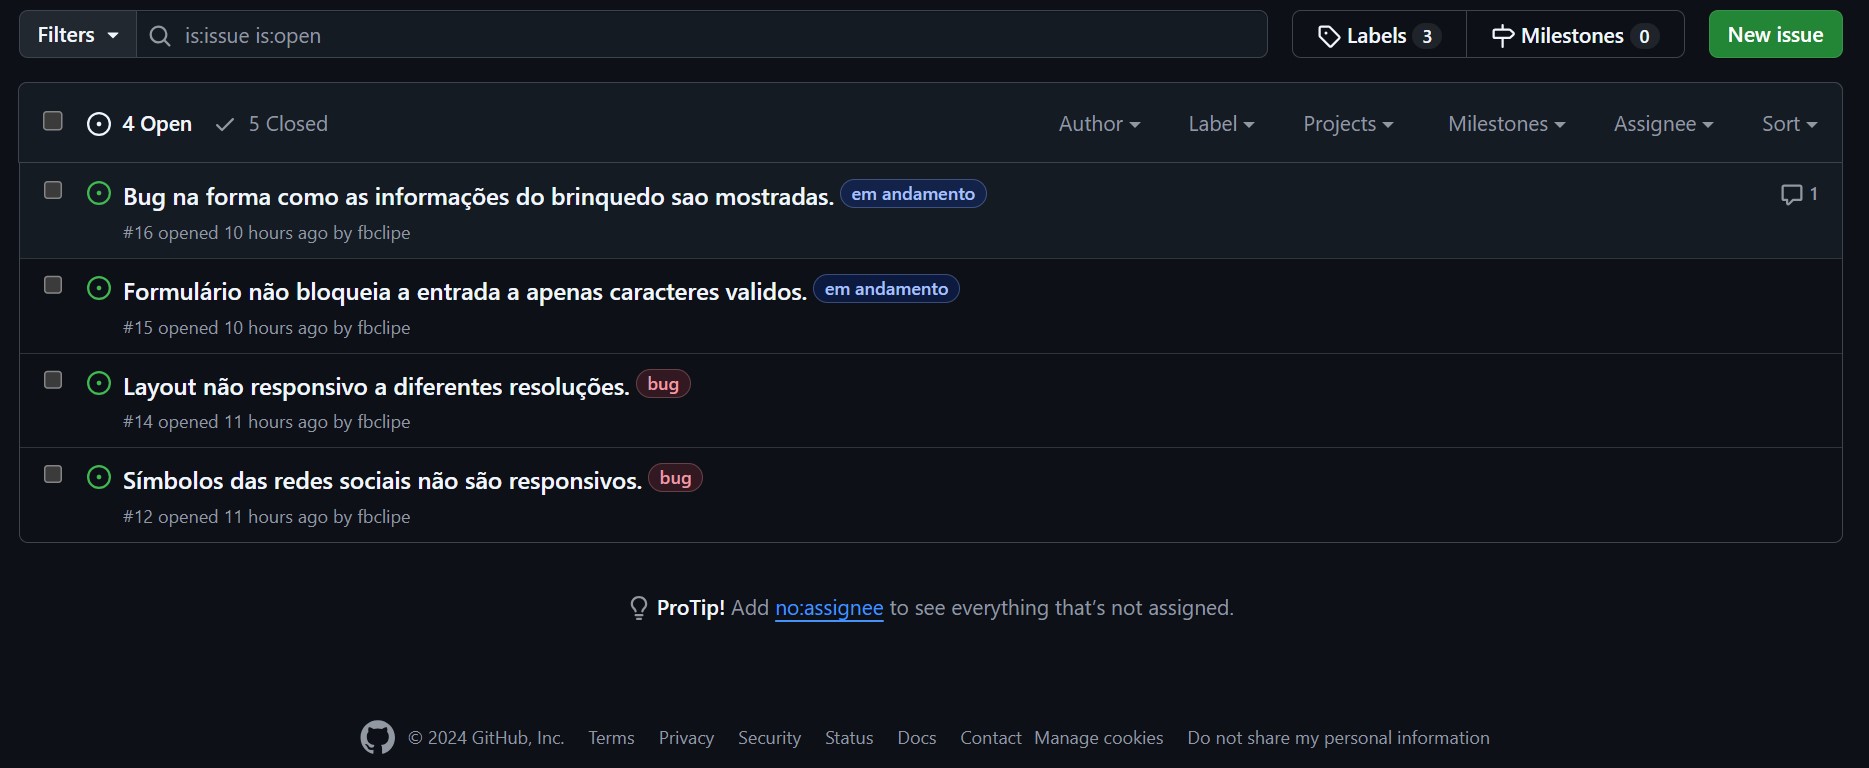 Filters is:issue is:open Labels 3 Milestones 0 New issue
4 Open 5 Closed Author Label Projects Milestones Assignee Sort
Bug na forma como as informações do brinquedo sao mostradas. em andamento 1
#16 opened 10 hours ago by fbclipe
Formulário não bloqueia a entrada a apenas caracteres validos. em andamento
#15 opened 10 hours ago by fbclipe
Layout não responsivo a diferentes resoluções. bug
#14 opened 11 hours ago by fbclipe
Símbolos das redes sociais não são responsivos. bug
#12 opened 11 hours ago by fbclipe
ProTip! Add no:assignee to see everything that’s not assigned.
© 2024 GitHub, Inc. Terms Privacy Security Status Docs Contact Manage cookies Do not share my personal information